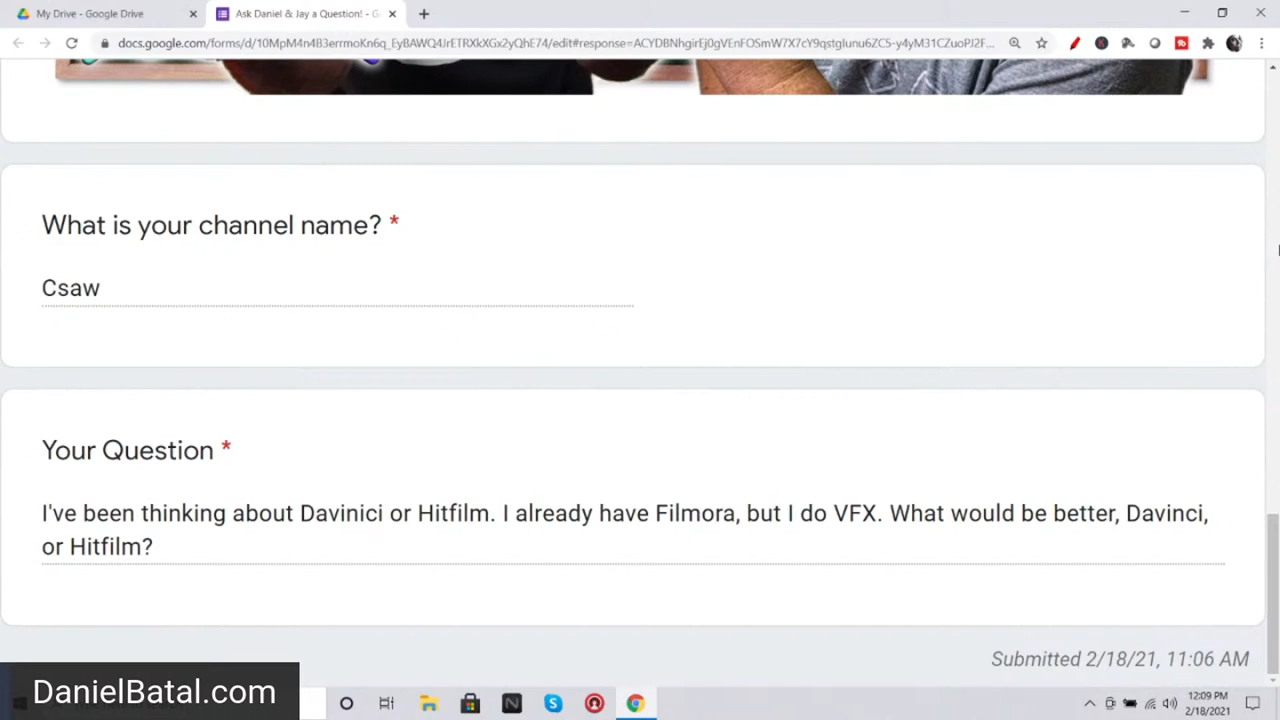 My Drive - Google Drive
Ask Daniel & Jay a Question! - G
What is your channel name? *
Csaw
Your Question *
I've been thinking about Davinici or Hitfilm. I already have Filmora, but I do VFX. What would be better, Davinci,
or Hitfilm?
Submitted 2/18/21, 11:06 AM
DanielBatal.com
12:09 PM
2/18/2021